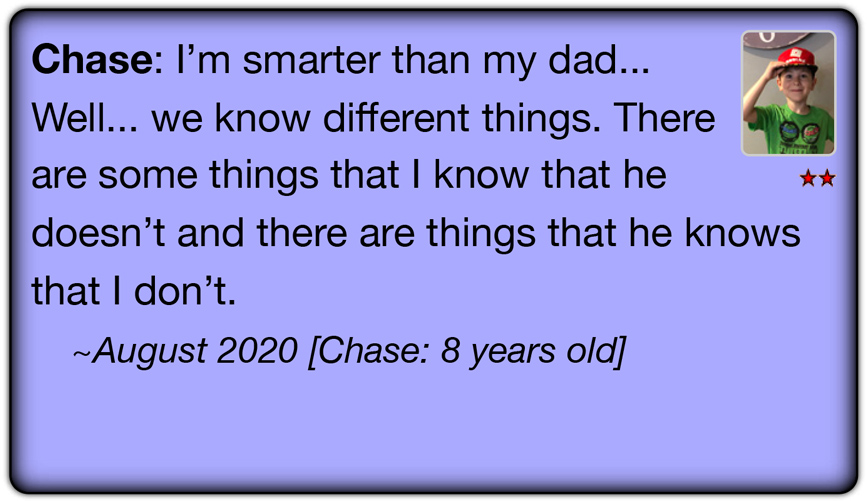 Chase: I’m smarter than my dad...
Well... we know different things. There
are some things that I know that he
doesn’t and there are things that he knows
that I don’t.
~August 2020 [Chase: 8 years old]